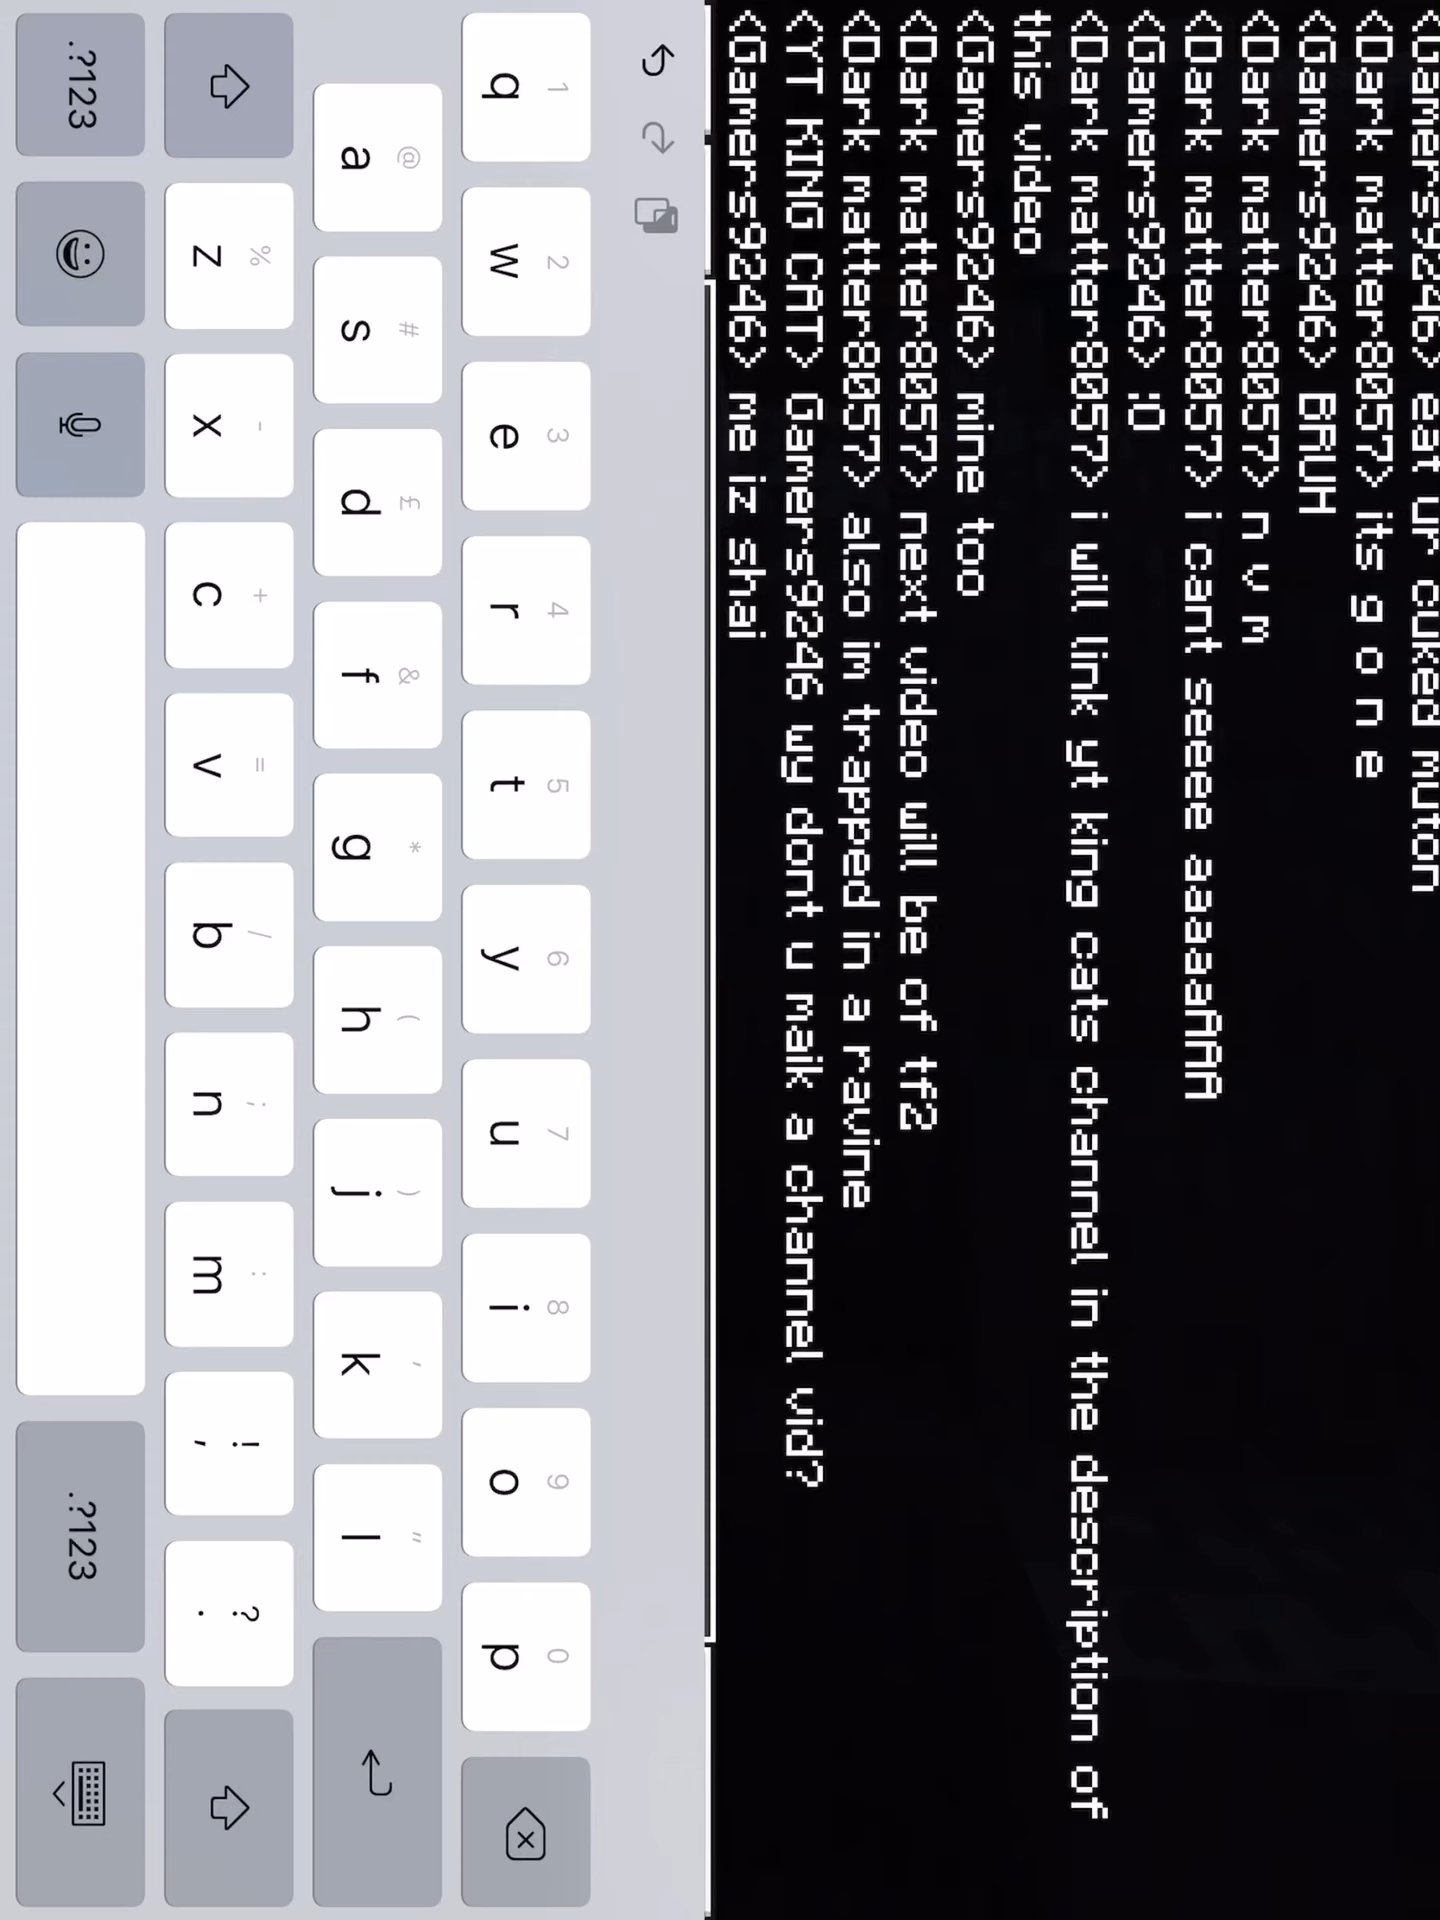 <Gamers9246> eat ur cuked muton
<Dark matter8057> its g o n e
<Gamers9246> BRUH
<Dark matter8057> n v m
<Dark matter8057> i cant seeee aaaaaAAA
<Gamers9246> :O
<Dark matter8057> i will link yt king cats channel in the description of
this video
<Gamers9246> mine too
<Dark matter8057> next video will be of tf2
<Dark matter8057> also im trapped in a ravine
<YT KING CAT> Gamers9246 wy dont u maik a channel vid?
<Gamers9246> me iz shai
1 2 3 4 5 6 7 8 9 0
q w e r t y u i o p
@ # £ & * ( ) ' "
a s d f g h j k l
% - + = / ; : ! ?
z x c v b n m , .
.?123 .?123